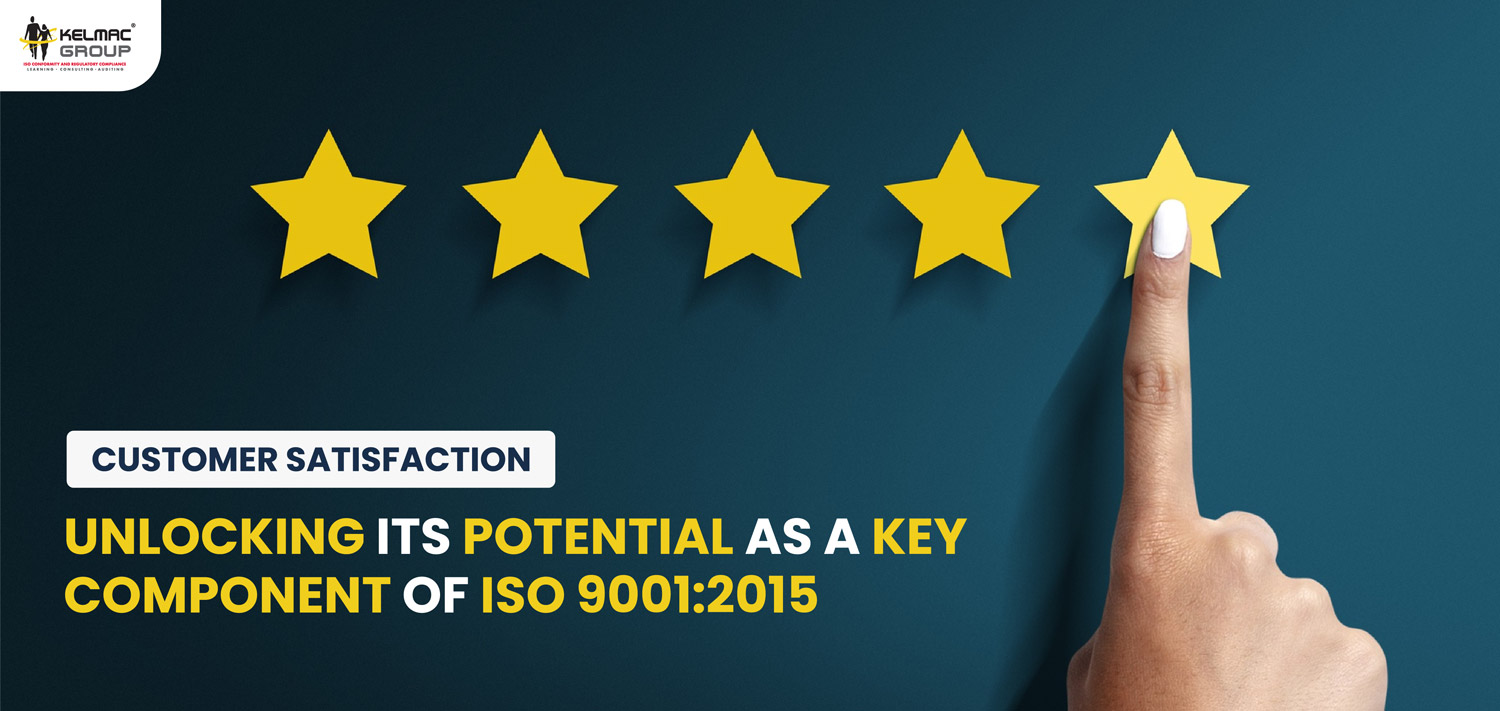 KELMAC®
GROUP
ISO CONFORMITY AND REGULATORY COMPLIANCE
LEARNING - CONSULTING - AUDITING
CUSTOMER SATISFACTION
UNLOCKING ITS POTENTIAL AS A KEY
COMPONENT OF ISO 9001:2015